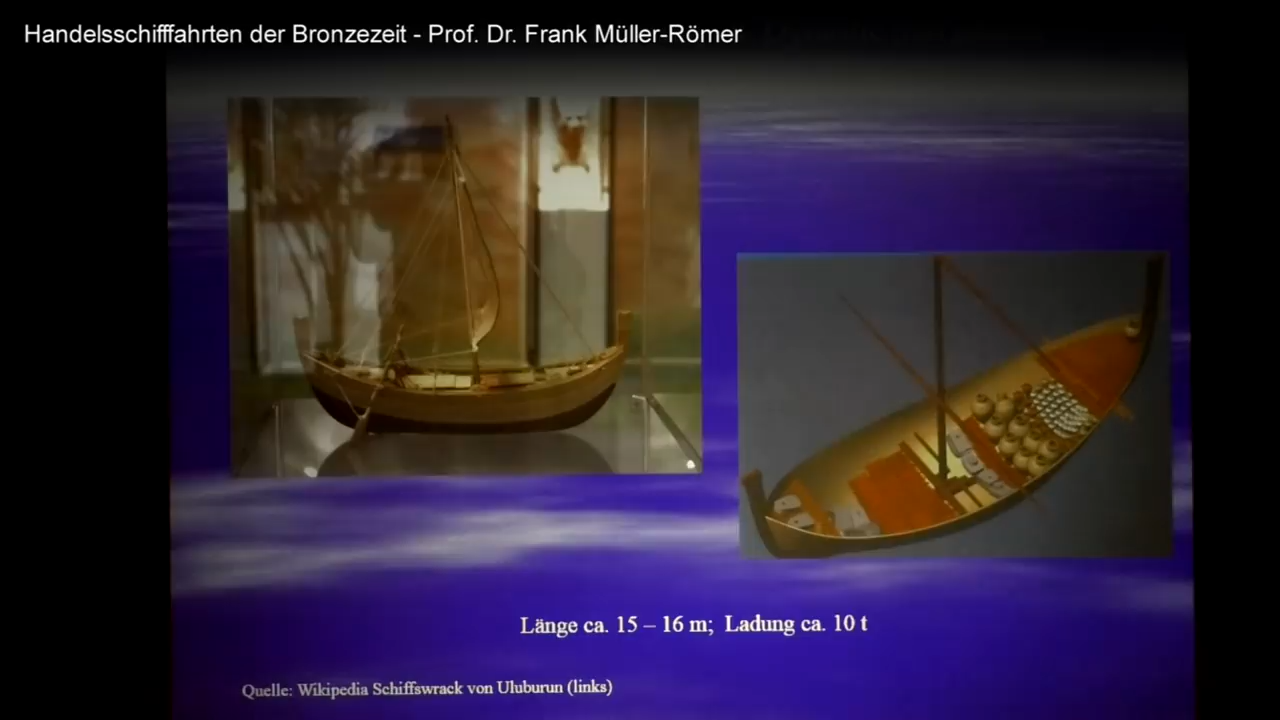 Handelsschifffahrten der Bronzezeit - Prof. Dr. Frank Müller-Römer
Länge ca. 15 – 16 m; Ladung ca. 10 t
Quelle: Wikipedia Schiffswrack von Uluburun (links)